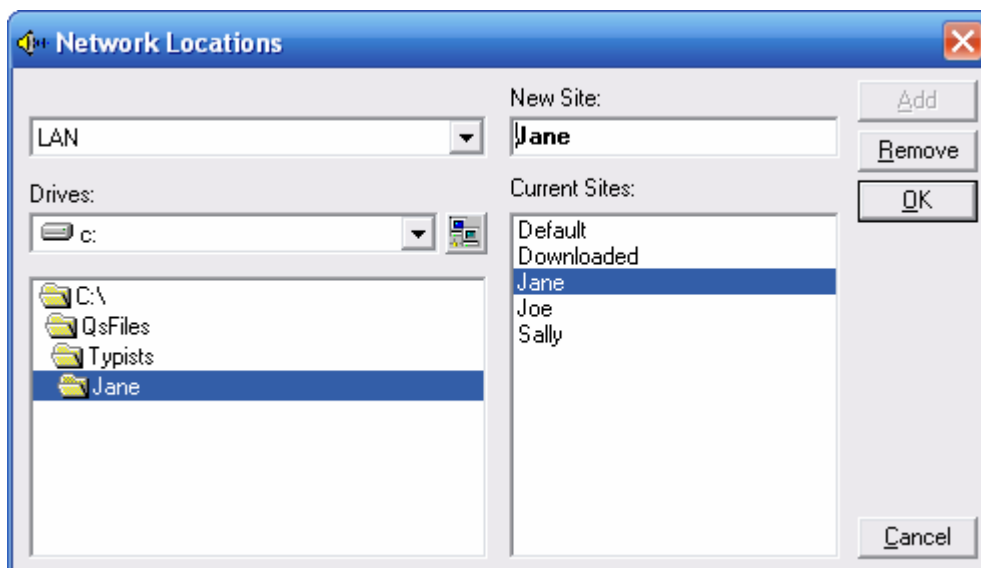 Network Locations
LAN
Drives:
c:
C:\
QsFiles
Typists
Jane
New Site:
Jane
Current Sites:
Default
Downloaded
Jane
Joe
Sally
Add
Remove
OK
Cancel